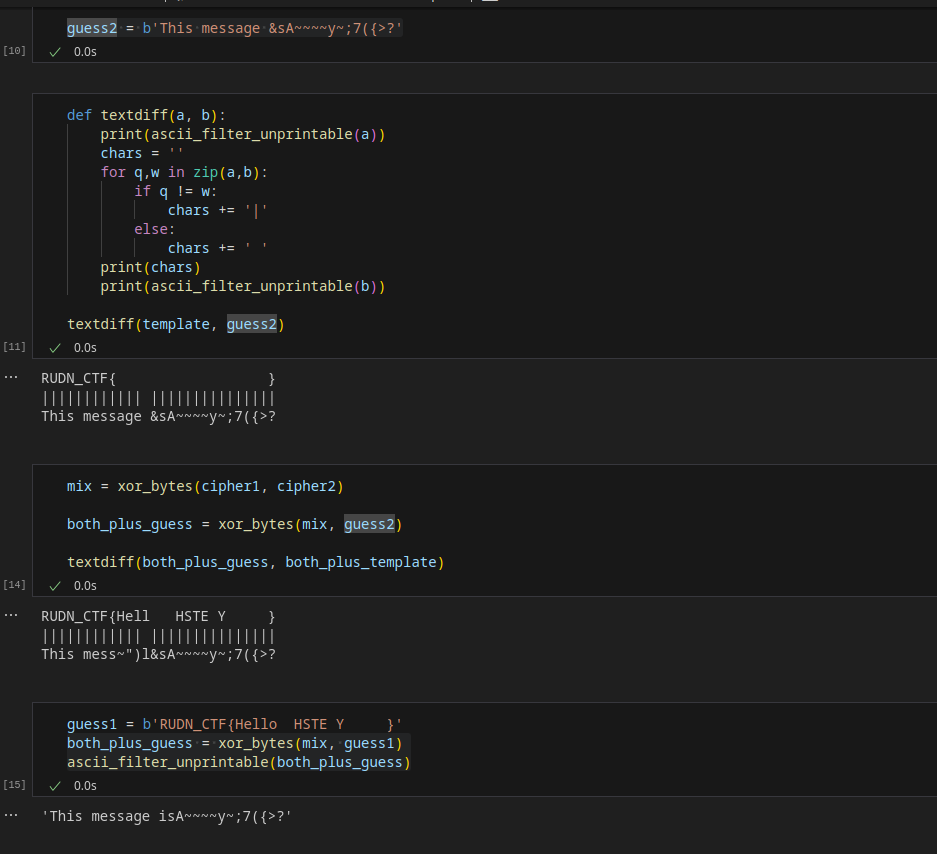 guess2 = b'This message &sA~~~~y~;7({>?'
[10]
0.0s
def textdiff(a, b):
print(ascii_filter_unprintable(a))
chars = ''
for q,w in zip(a,b):
if q != w:
chars += '|'
else:
chars += ' '
print(chars)
print(ascii_filter_unprintable(b))
textdiff(template, guess2)
[11]
0.0s
... RUDN_CTF{                  }
|||||||||||| |||||||||||||||
This message &sA~~~~y~;7({>?
mix = xor_bytes(cipher1, cipher2)
both_plus_guess = xor_bytes(mix, guess2)
textdiff(both_plus_guess, both_plus_template)
[14]
0.0s
... RUDN_CTF{Hell   HSTE Y     }
|||||||||||| |||||||||||||||
This mess~")l&sA~~~~y~;7({>?
guess1 = b'RUDN_CTF{Hello  HSTE Y     }'
both_plus_guess = xor_bytes(mix, guess1)
ascii_filter_unprintable(both_plus_guess)
[15]
0.0s
... 'This message isA~~~~y~;7({>?'